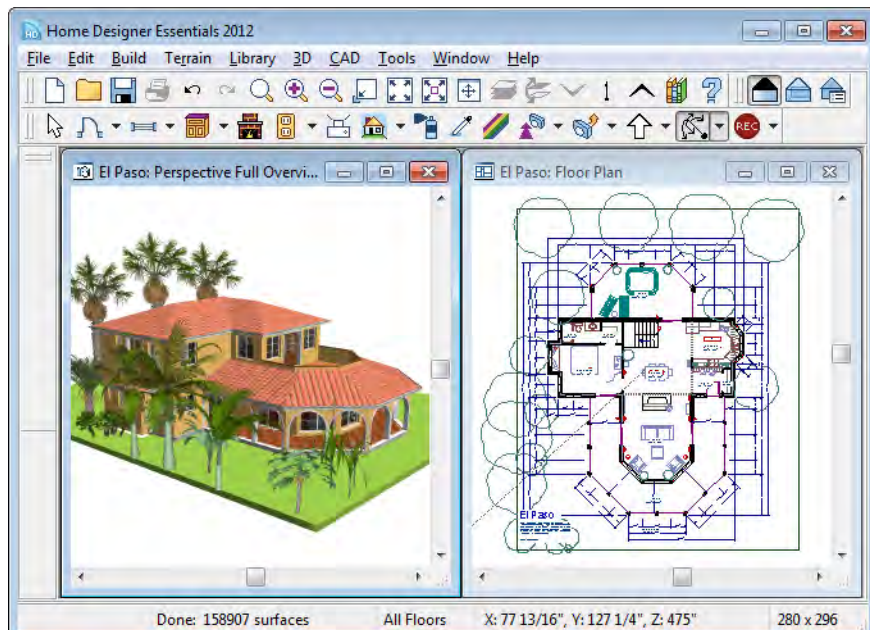 Home Designer Essentials 2012
File Edit Build Terrain Library 3D CAD Tools Window Help
1
REC
El Paso: Perspective Full Overvi...
El Paso: Floor Plan
El Paso
Done: 158907 surfaces All Floors X: 77 13/16", Y: 127 1/4", Z: 475" 280 x 296